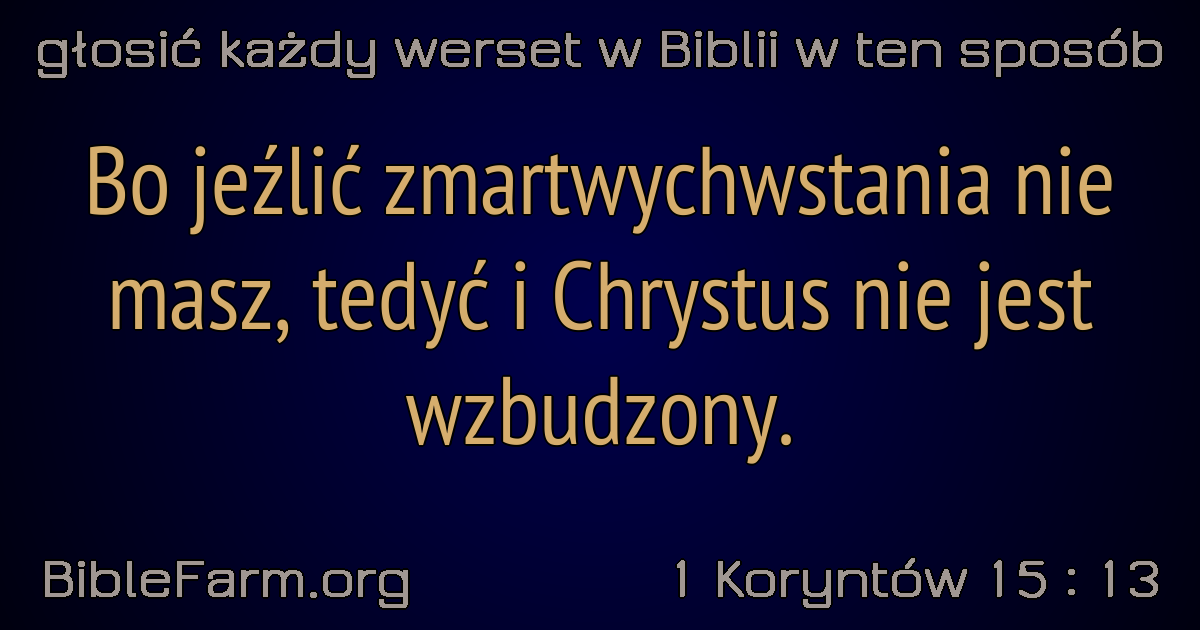 głosić każdy werset w Biblii w ten sposób
Bo jeźlić zmartwychwstania nie
masz, tedyć i Chrystus nie jest
wzbudzony.
BibleFarm.org
1 Koryntów 15 : 13